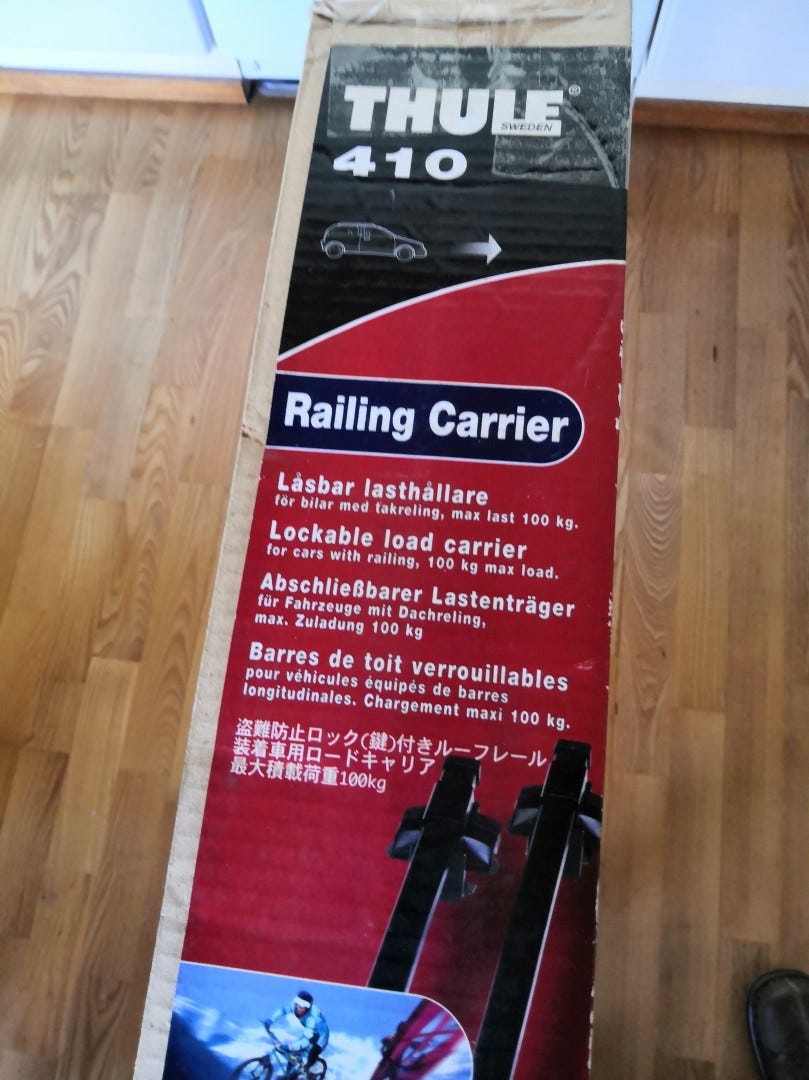 THULE®
SWEDEN
410
Railing Carrier
Låsbar lasthållare
för bilar med takreling, max last 100 kg.
Lockable load carrier
for cars with railing, 100 kg max load.
Abschließbarer Lastenträger
für Fahrzeuge mit Dachreling,
max. Zuladung 100 kg
Barres de toit verrouillables
pour véhicules équipés de barres
longitudinales. Chargement maxi 100 kg.
盗難防止ロック(鍵)付きルーフレール
装着車用ロードキャリア
最大積載荷重100kg